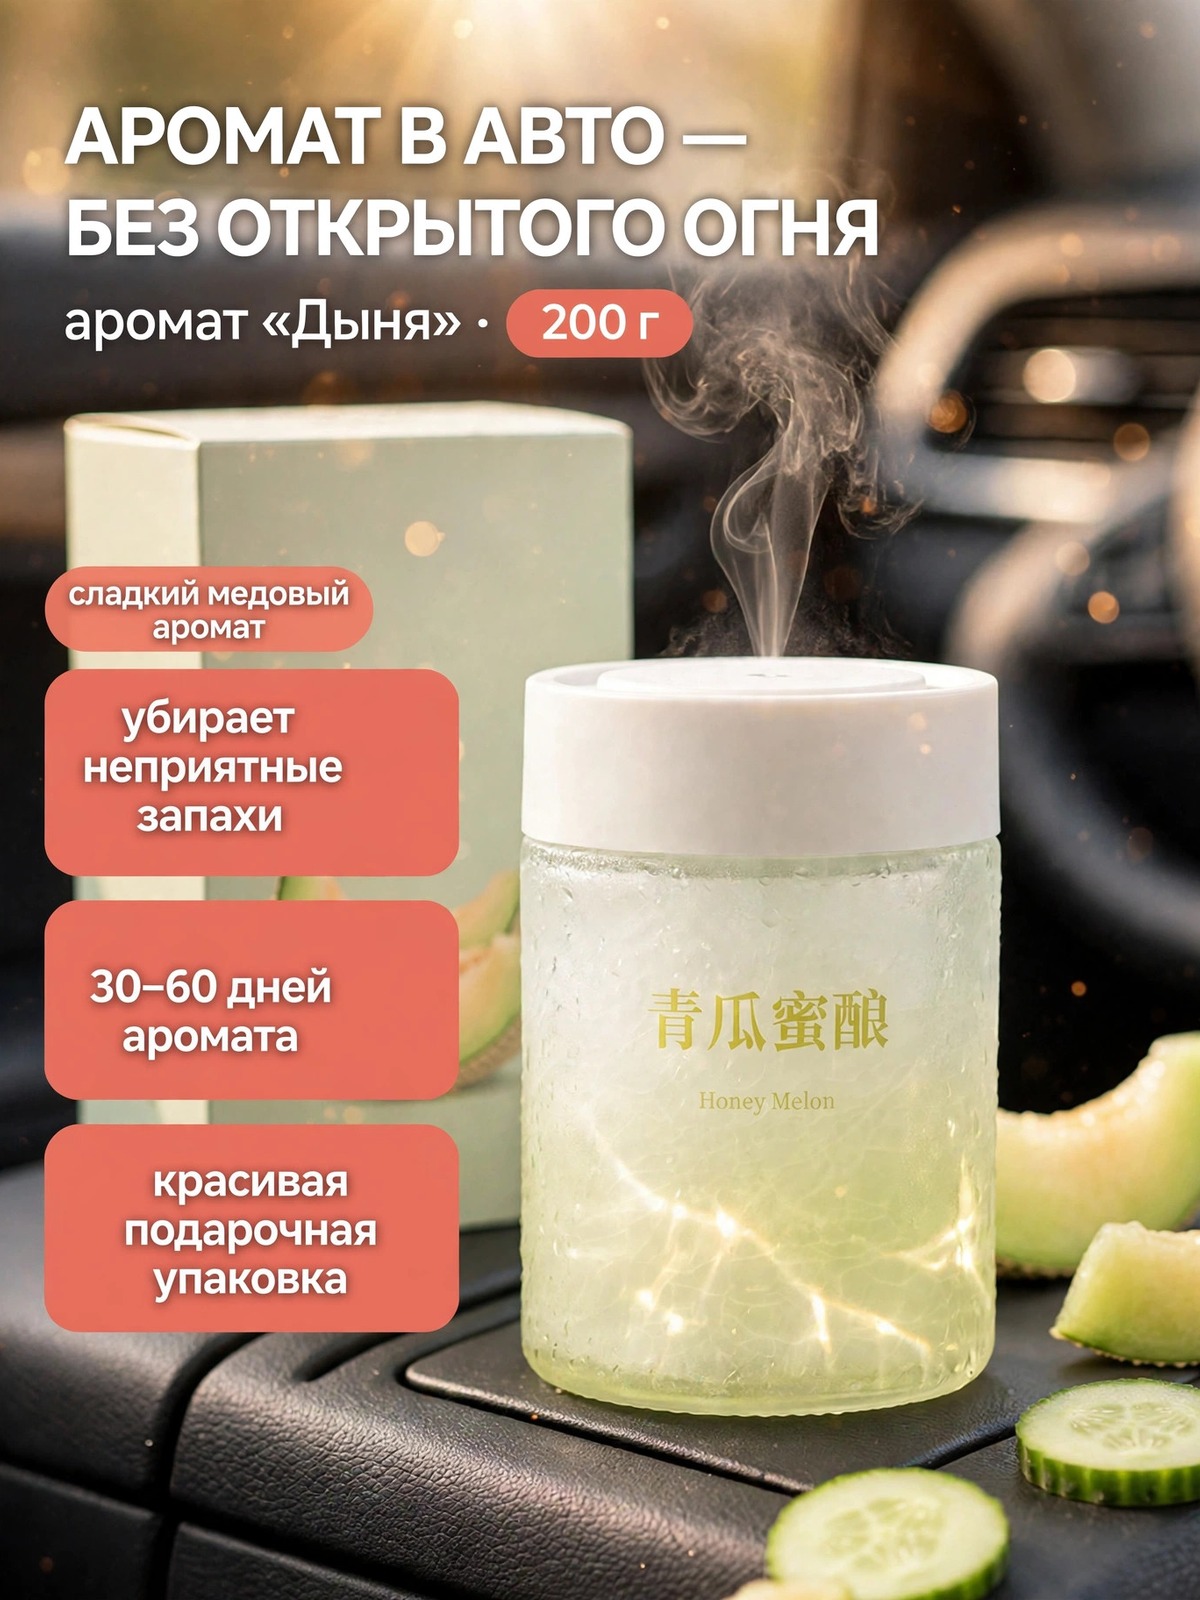 АРОМАТ В АВТО —
БЕЗ ОТКРЫТОГО ОГНЯ
аромат «Дыня» · 200 г
сладкий медовый
аромат
убирает
неприятные
запахи
30–60 дней
аромата
красивая
подарочная
упаковка
青瓜蜜酿
Honey Melon